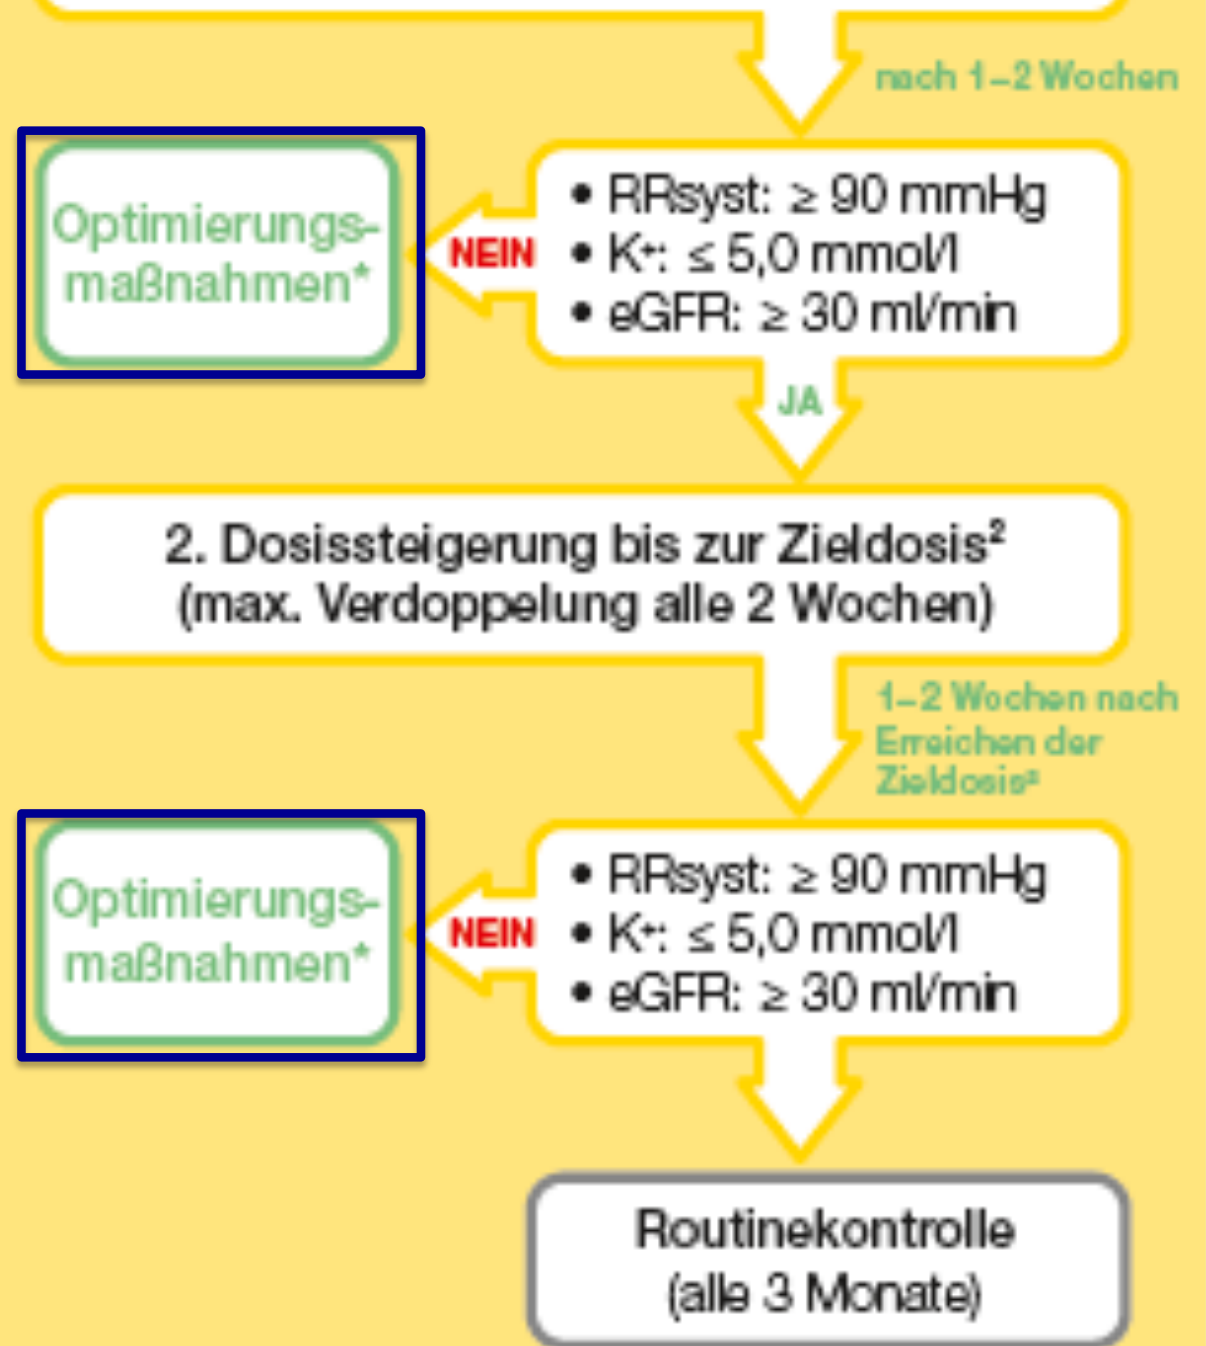 nach 1–2 Wochen
Optimierungs-
maßnahmen*
NEIN
• RRsyst: ≥ 90 mmHg
• K⁺: ≤ 5,0 mmol/l
• eGFR: ≥ 30 ml/min
JA
2. Dosissteigerung bis zur Zieldosis²
(max. Verdoppelung alle 2 Wochen)
1–2 Wochen nach
Erreichen der
Zieldosis²
Optimierungs-
maßnahmen*
NEIN
• RRsyst: ≥ 90 mmHg
• K⁺: ≤ 5,0 mmol/l
• eGFR: ≥ 30 ml/min
Routinekontrolle
(alle 3 Monate)